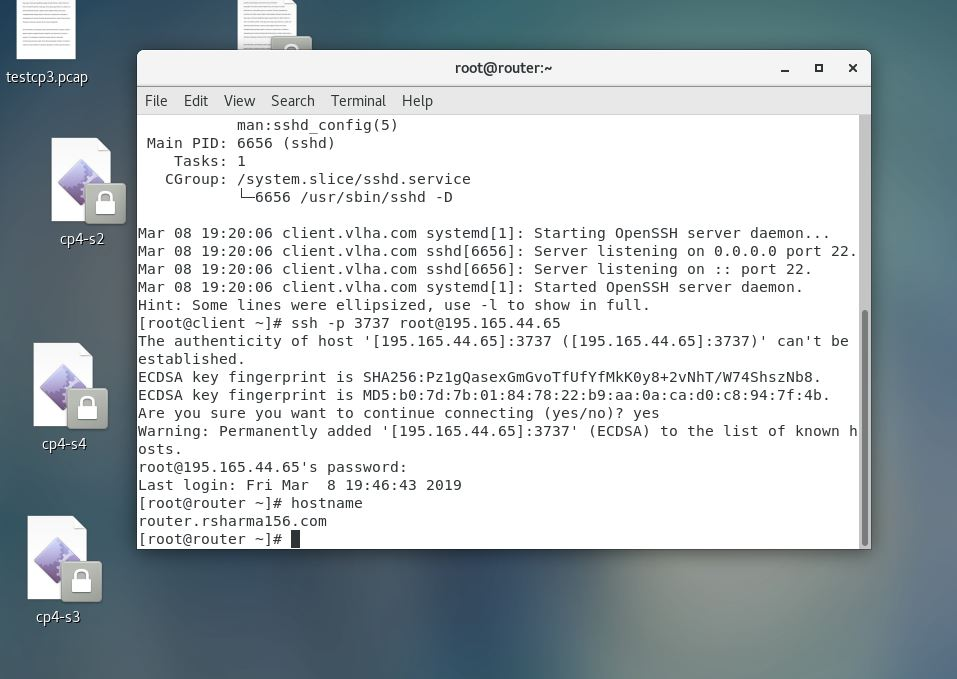 testcp3.pcap
cp4-s2
cp4-s4
cp4-s3
root@router:~
File Edit View Search Terminal Help
man:sshd_config(5)
Main PID: 6656 (sshd)
Tasks: 1
CGroup: /system.slice/sshd.service
└─6656 /usr/sbin/sshd -D
Mar 08 19:20:06 client.vlha.com systemd[1]: Starting OpenSSH server daemon...
Mar 08 19:20:06 client.vlha.com sshd[6656]: Server listening on 0.0.0.0 port 22.
Mar 08 19:20:06 client.vlha.com sshd[6656]: Server listening on :: port 22.
Mar 08 19:20:06 client.vlha.com systemd[1]: Started OpenSSH server daemon.
Hint: Some lines were ellipsized, use -l to show in full.
[root@client ~]# ssh -p 3737 root@195.165.44.65
The authenticity of host '[195.165.44.65]:3737 ([195.165.44.65]:3737)' can't be
established.
ECDSA key fingerprint is SHA256:Pz1gQasexGmGvoTfUfYfMkK0y8+2vNhT/W74ShszNb8.
ECDSA key fingerprint is MD5:b0:7d:7b:01:84:78:22:b9:aa:0a:ca:d0:c8:94:7f:4b.
Are you sure you want to continue connecting (yes/no)? yes
Warning: Permanently added '[195.165.44.65]:3737' (ECDSA) to the list of known h
osts.
root@195.165.44.65's password:
Last login: Fri Mar  8 19:46:43 2019
[root@router ~]# hostname
router.rsharma156.com
[root@router ~]#